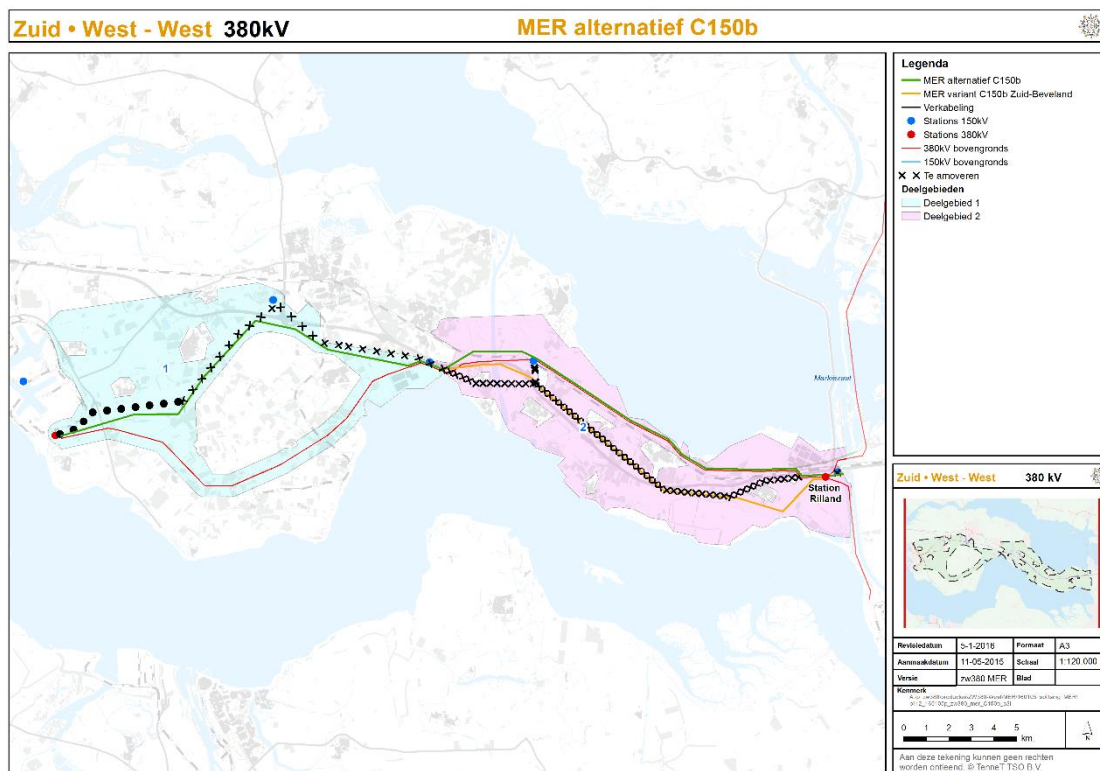 Zuid • West - West 380kV
MER alternatief C150b
Legenda
MER alternatief C150b
MER variant C150b Zuid-Beveland
Verkabeling
Stations 150kV
Stations 380kV
380kV bovengronds
150kV bovengronds
Te amoveren
Deelgebieden
Deelgebied 1
Deelgebied 2
1
2
Markiezaat
Station
Rilland
Zuid • West - West 380 kV
Revisiedatum 5-1-2016 Formaat A3
Aanmaakdatum 11-05-2015 Schaal 1:120.000
Versie zw380 MER Blad
Kenmerk
0 1 2 3 4 5
km
N
Aan deze tekening kunnen geen rechten
worden ontleend. © TenneT TSO B.V.